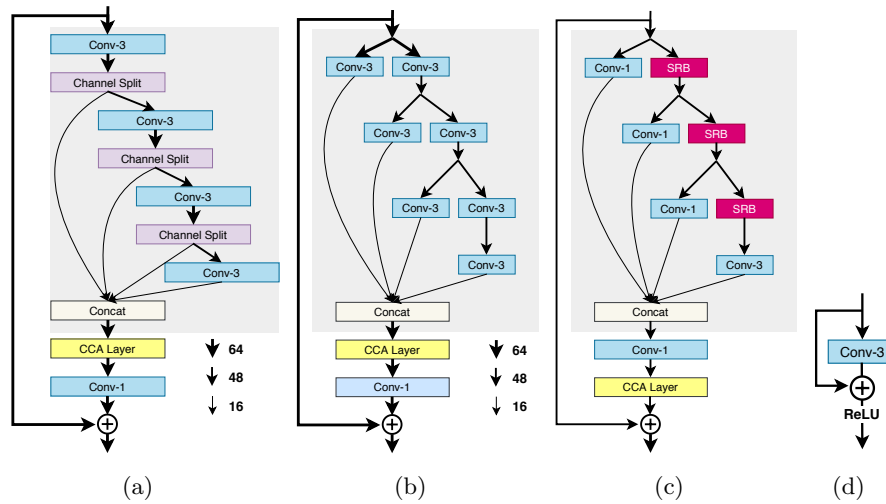 Conv-3
Channel Split
Conv-3
Channel Split
Conv-3
Channel Split
Conv-3
Concat
CCA Layer
Conv-1
64
48
16
(a)
Conv-3 Conv-3
Conv-3 Conv-3
Conv-3 Conv-3
Conv-3
Concat
CCA Layer
Conv-1
64
48
16
(b)
Conv-1 SRB
Conv-1 SRB
Conv-1 SRB
Conv-3
Concat
Conv-1
CCA Layer
(c)
Conv-3
ReLU
(d)